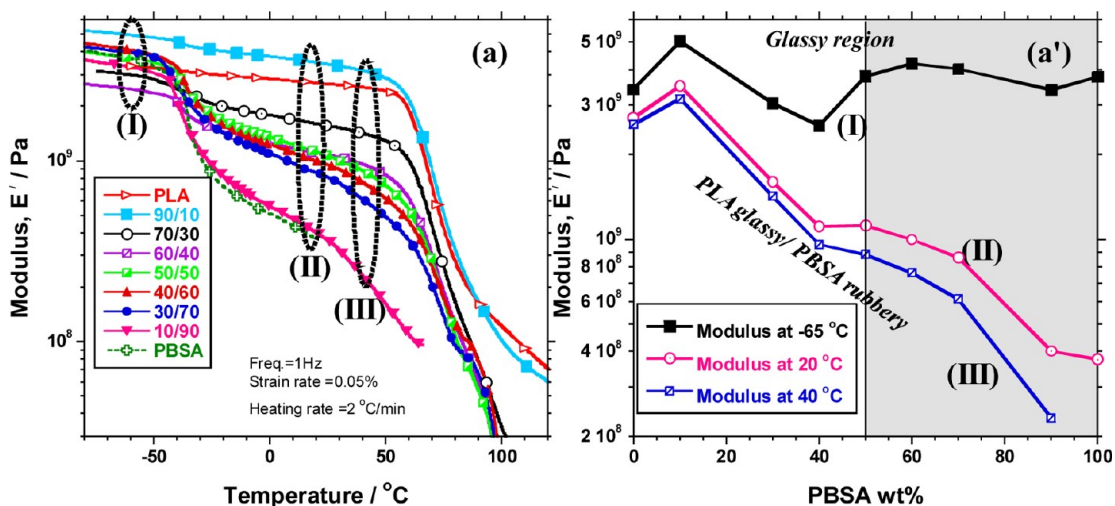 (a)
(I)
(II)
(III)
PLA
90/10
70/30
60/40
50/50
40/60
30/70
10/90
PBSA
Freq.=1Hz
Strain rate =0.05%
Heating rate =2 °C/min
Modulus, E′ / Pa
10⁹
10⁸
-50
0
50
100
Temperature / °C
Glassy region
(a')
(I)
PLA glassy/ PBSA rubbery
(II)
(III)
Modulus at -65 °C
Modulus at 20 °C
Modulus at 40 °C
Modulus, E′ / Pa
5 10⁹
3 10⁹
10⁹
8 10⁸
6 10⁸
4 10⁸
2 10⁸
0
20
40
60
80
100
PBSA wt%